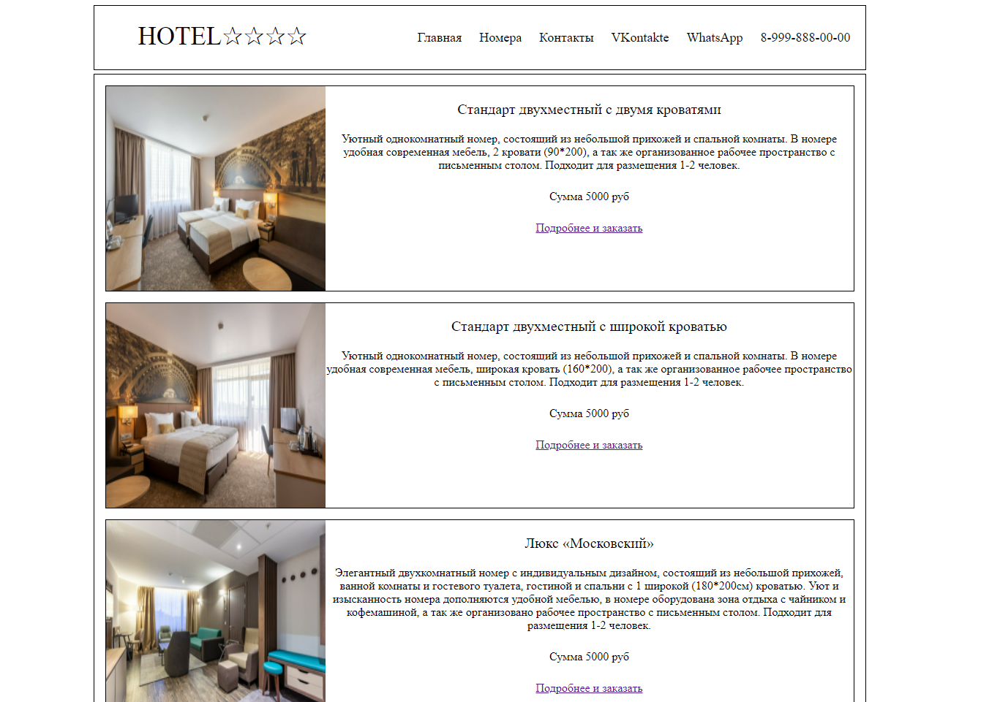 HOTEL☆☆☆☆
Главная Номера Контакты VKontakte WhatsApp 8-999-888-00-00
Стандарт двухместный с двумя кроватями
Уютный однокомнатный номер, состоящий из небольшой прихожей и спальной комнаты. В номере
удобная современная мебель, 2 кровати (90*200), а так же организованное рабочее пространство с
письменным столом. Подходит для размещения 1-2 человек.
Сумма 5000 руб
Подробнее и заказать
Стандарт двухместный с широкой кроватью
Уютный однокомнатный номер, состоящий из небольшой прихожей и спальной комнаты. В номере
удобная современная мебель, широкая кровать (160*200), а так же организованное рабочее пространство
с письменным столом. Подходит для размещения 1-2 человек.
Сумма 5000 руб
Подробнее и заказать
Люкс «Московский»
Элегантный двухкомнатный номер с индивидуальным дизайном, состоящий из небольшой прихожей,
ванной комнаты и гостевого туалета, гостиной и спальни с 1 широкой (180*200см) кроватью. Уют и
изысканность номера дополняются удобной мебелью, в номере оборудована зона отдыха с чайником и
кофемашиной, а так же организовано рабочее пространство с письменным столом. Подходит для
размещения 1-2 человек.
Сумма 5000 руб
Подробнее и заказать